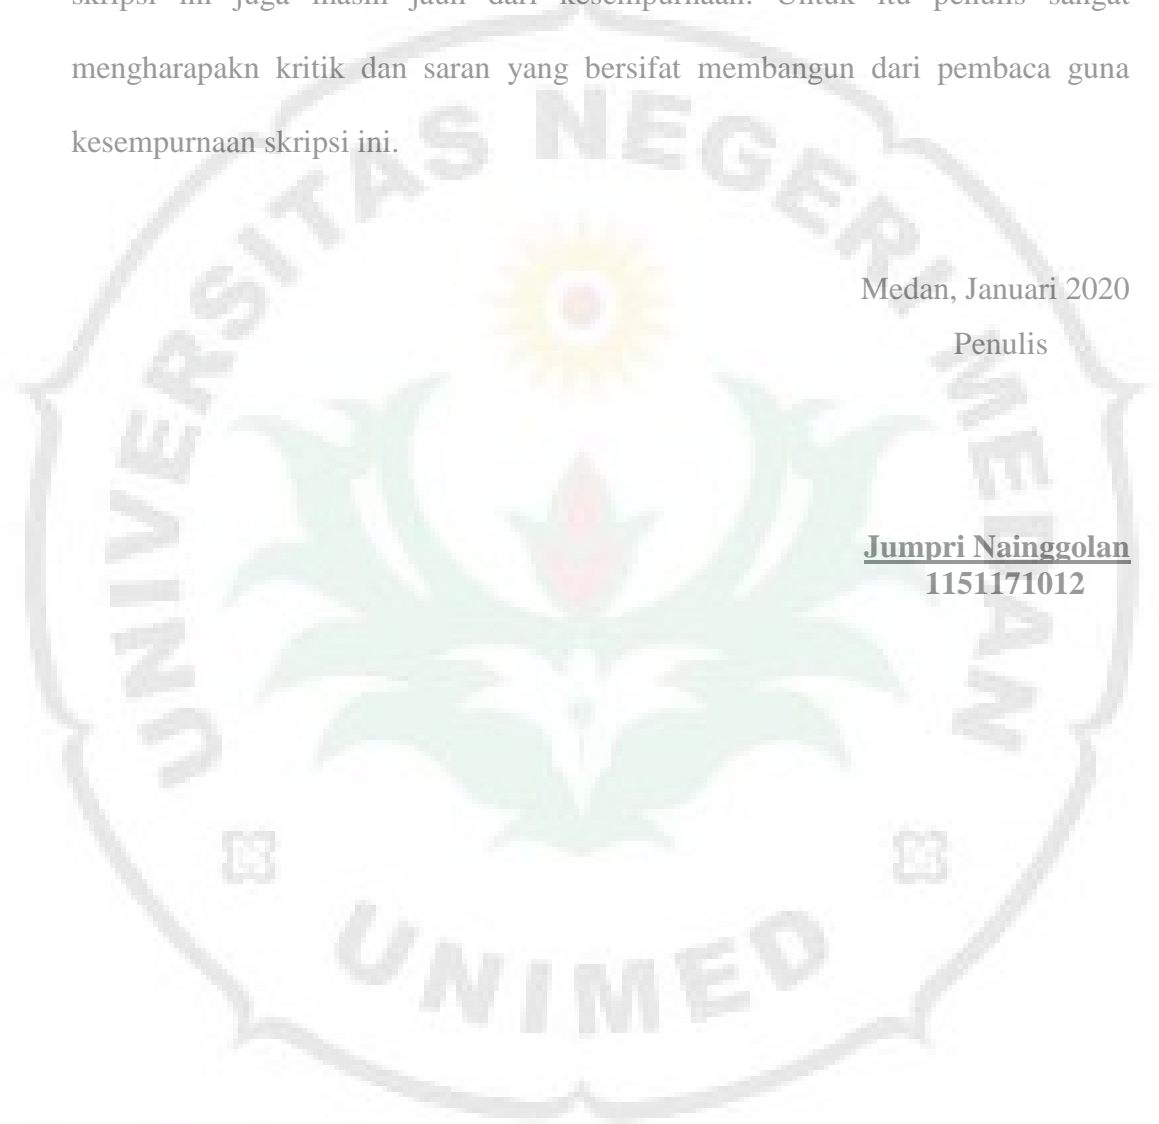 skripsi ini juga masih jauh dari kesempurnaan. Untuk itu penulis sangat
mengharapakn kritik dan saran yang bersifat membangun dari pembaca guna
kesempurnaan skripsi ini.
UNIVERSITAS NEGERI MEDAN
Medan, Januari 2020
Penulis
Jumpri Nainggolan
1151171012
UNIMED